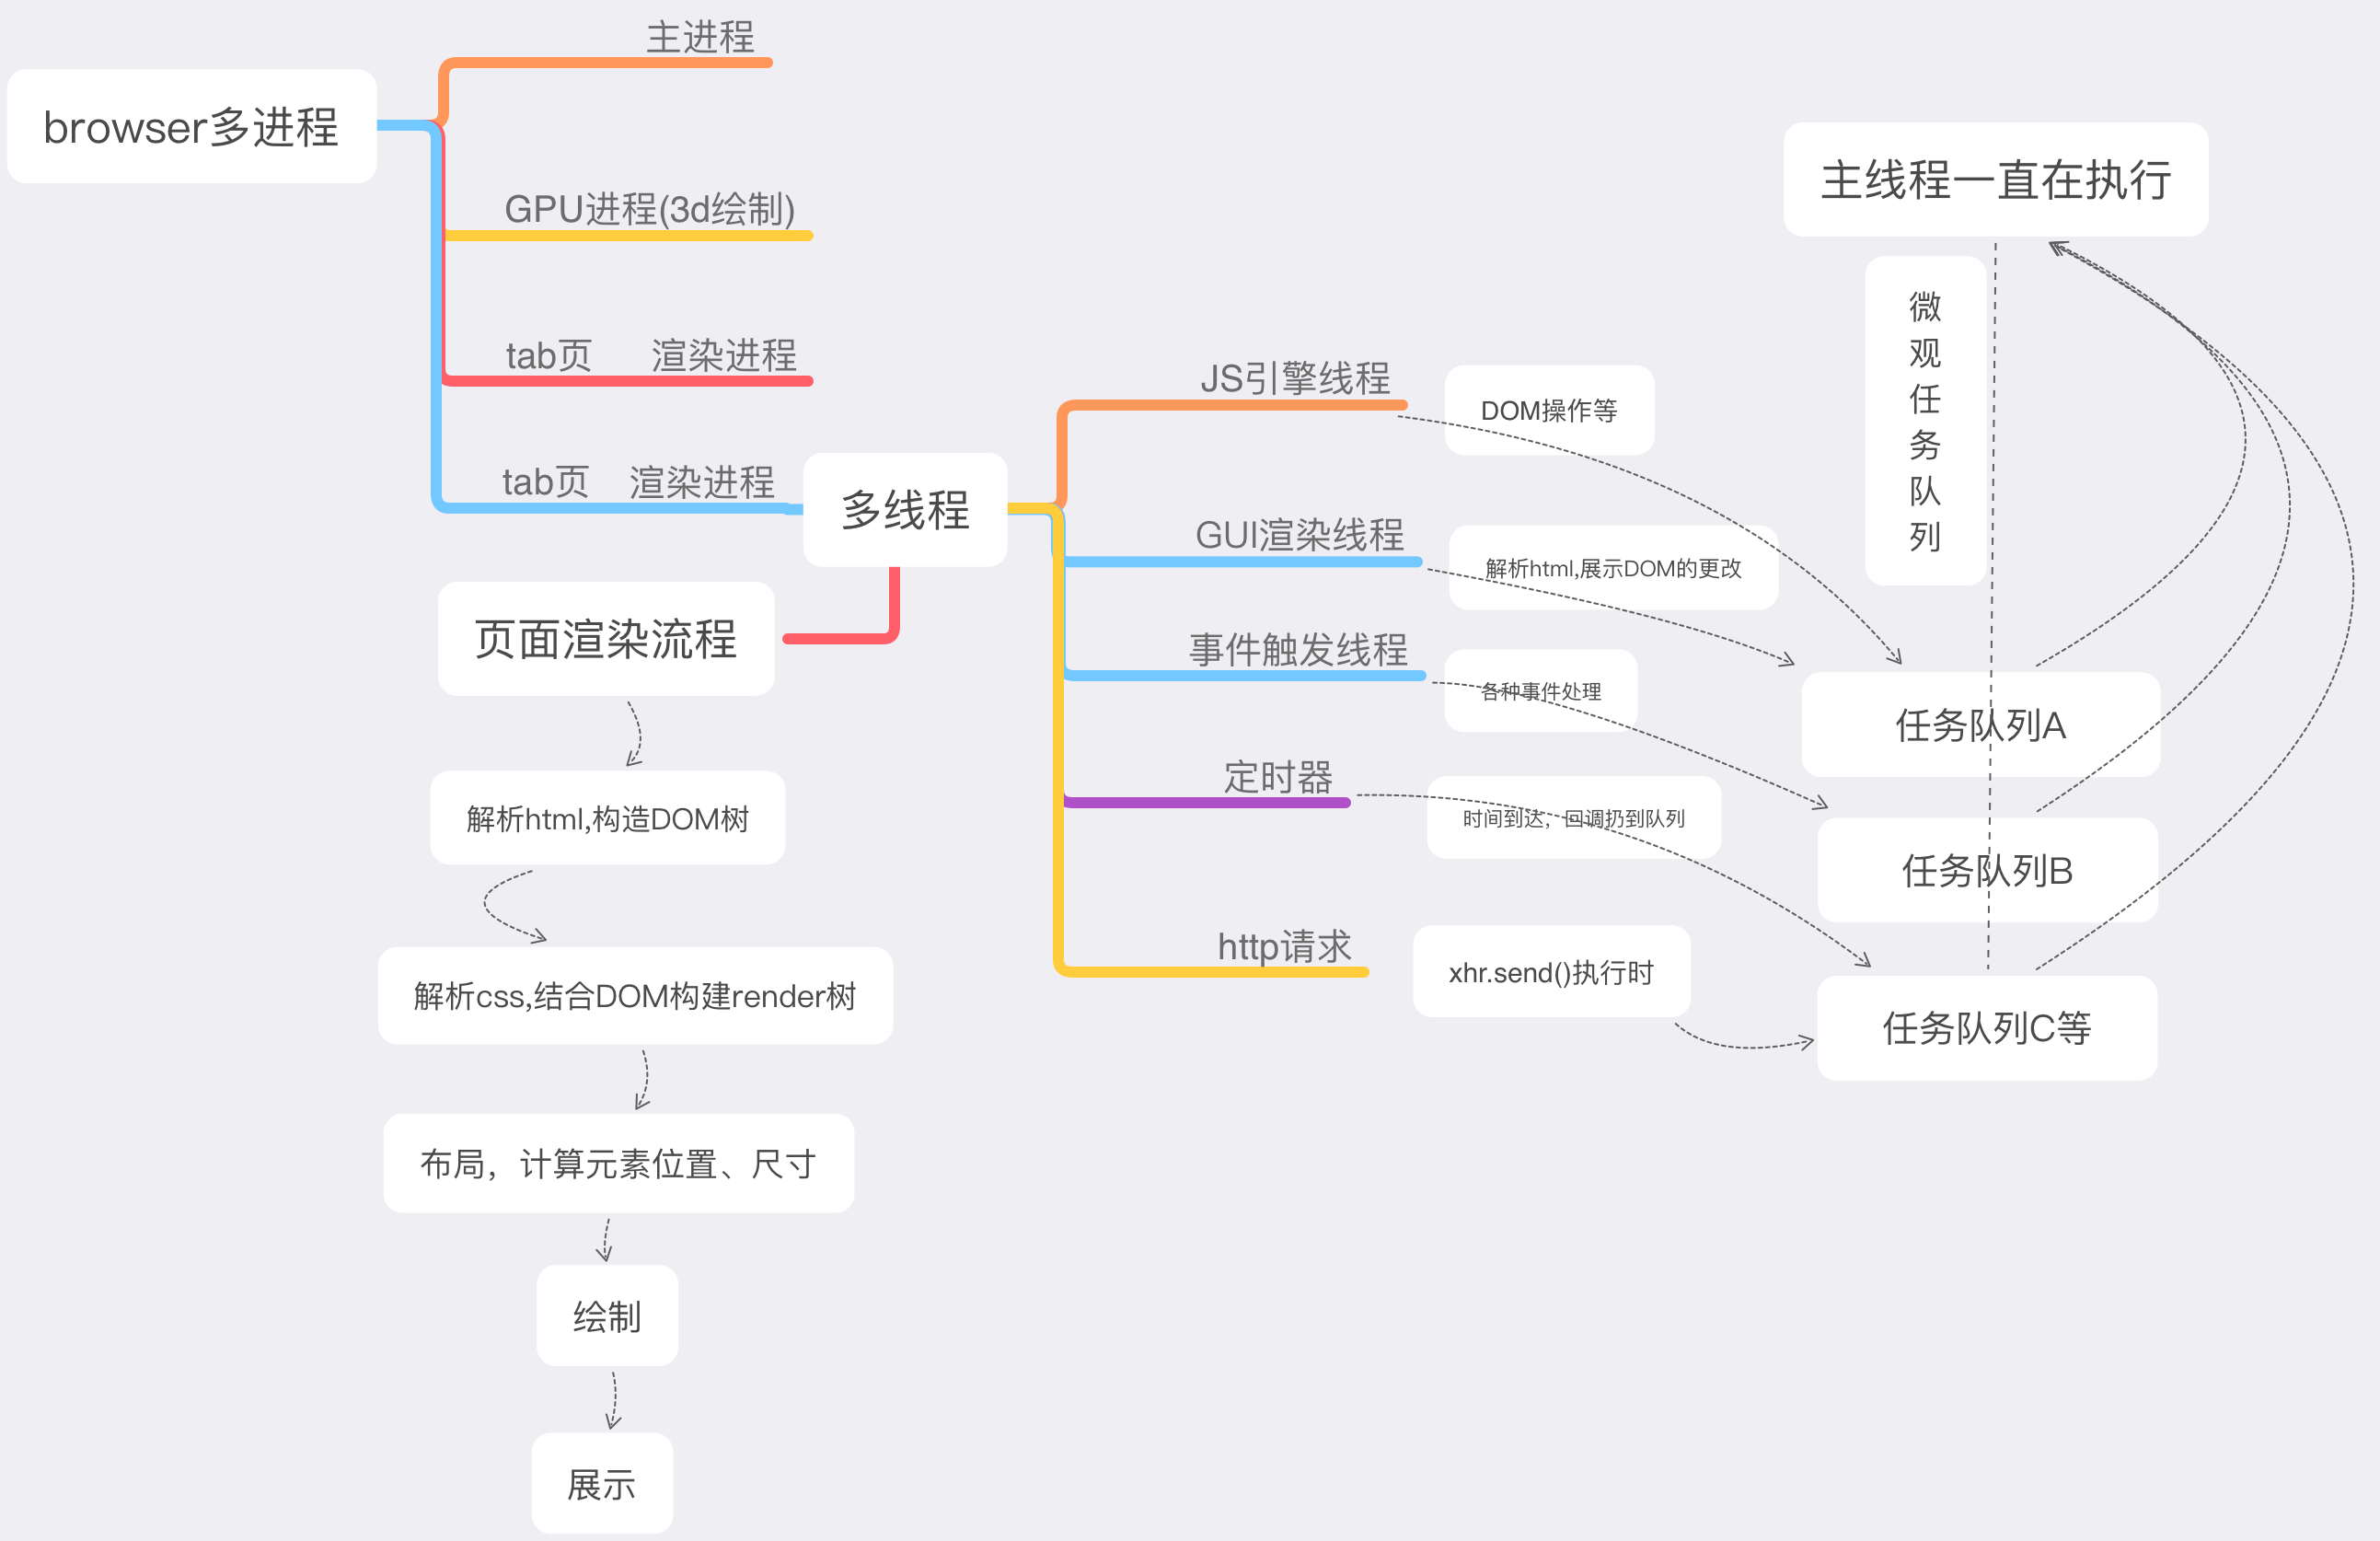 browser多进程
主进程
GPU进程(3d绘制)
tab页 渲染进程
tab页 渲染进程
多线程
页面渲染流程
解析html,构造DOM树
解析css,结合DOM构建render树
布局，计算元素位置、尺寸
绘制
展示
JS引擎线程
DOM操作等
GUI渲染线程
解析html,展示DOM的更改
事件触发线程
各种事件处理
定时器
时间到达，回调扔到队列
http请求
xhr.send()执行时
主线程一直在执行
微
观
任
务
队
列
任务队列A
任务队列B
任务队列C等